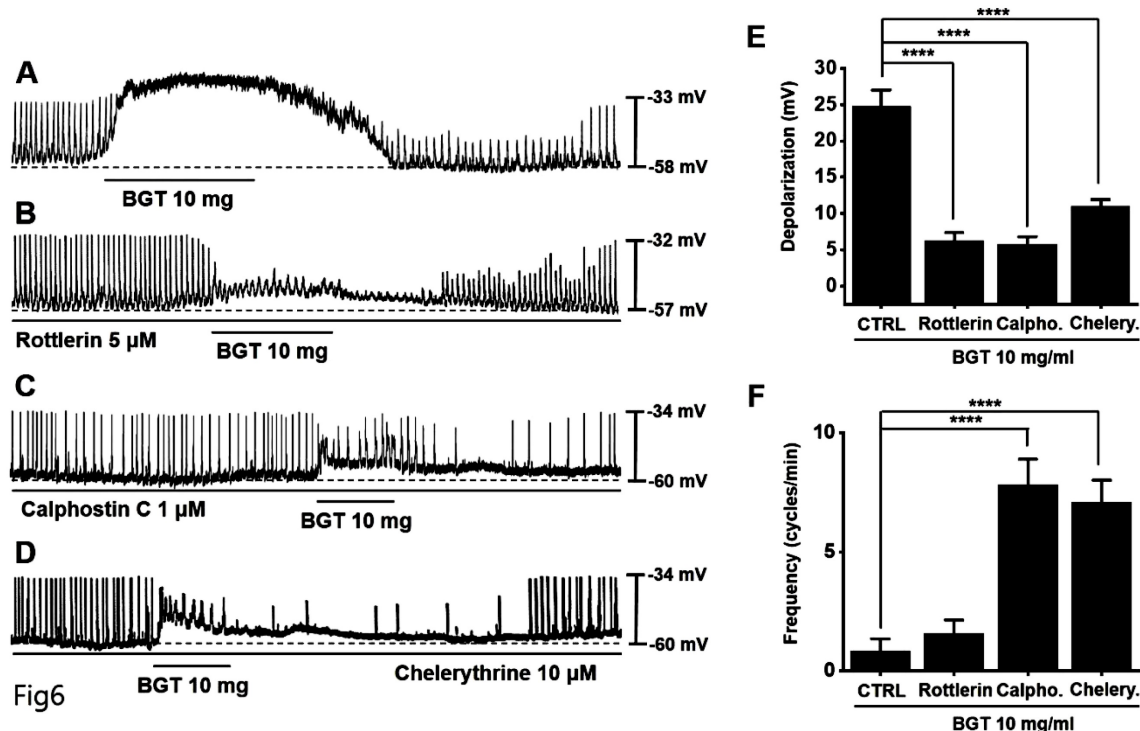 A
-33 mV
-58 mV
BGT 10 mg
B
-32 mV
-57 mV
Rottlerin 5 µM
BGT 10 mg
C
-34 mV
-60 mV
Calphostin C 1 µM
BGT 10 mg
D
-34 mV
-60 mV
BGT 10 mg
Chelerythrine 10 µM
Fig6
E
****
****
****
Depolarization (mV)
30
25
20
15
10
5
0
CTRL Rottlerin Calpho. Chelery.
BGT 10 mg/ml
F
****
****
Frequency (cycles/min)
10
5
0
CTRL Rottlerin Calpho. Chelery.
BGT 10 mg/ml